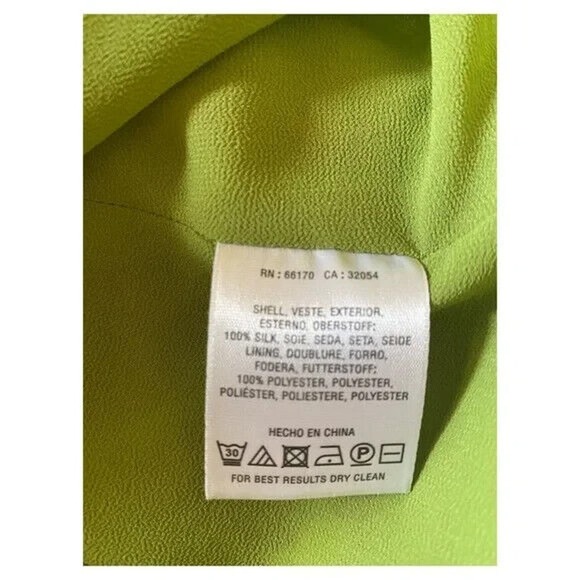 RN : 66170 CA : 32054
SHELL, VESTE, EXTERIOR,
ESTERNO, OBERSTOFF:
100% SILK, SOIE, SEDA, SETA, SEIDE
LINING, DOUBLURE, FORRO,
FODERA, FUTTERSTOFF:
100% POLYESTER, POLYESTER,
POLIÉSTER, POLIESTERE, POLYESTER
HECHO EN CHINA
30 P
FOR BEST RESULTS DRY CLEAN